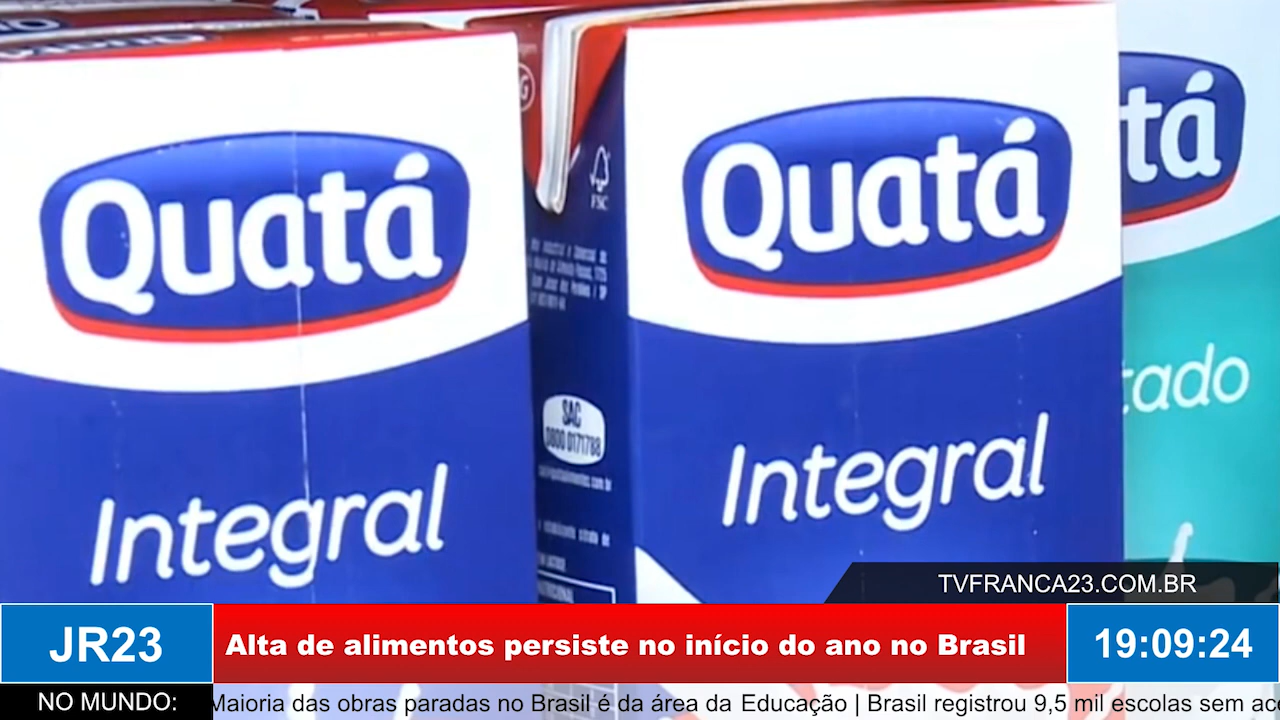 Quatá
Integral
FSC
SAC
0800 0171788
Quatá
Integral
tá
tado
TVFRANCA23.COM.BR
JR23
Alta de alimentos persiste no início do ano no Brasil
19:09:24
NO MUNDO:
Maioria das obras paradas no Brasil é da área da Educação | Brasil registrou 9,5 mil escolas sem ac